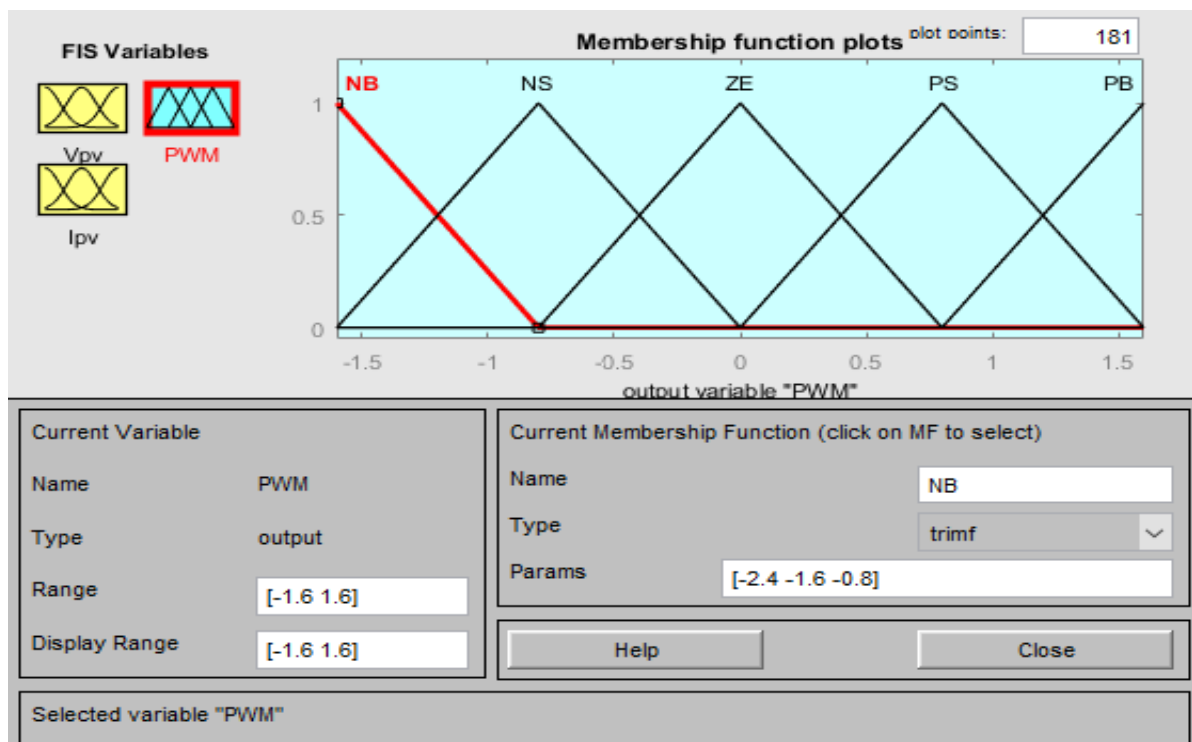 FIS Variables
Vpv
PWM
Ipv
Membership function plots
plot points:
181
NB
NS
ZE
PS
PB
1
0.5
0
-1.5
-1
-0.5
0
0.5
1
1.5
output variable "PWM"
Current Variable
Name
PWM
Type
output
Range
[-1.6 1.6]
Display Range
[-1.6 1.6]
Current Membership Function (click on MF to select)
Name
NB
Type
trimf
Params
[-2.4 -1.6 -0.8]
Help
Close
Selected variable "PWM"